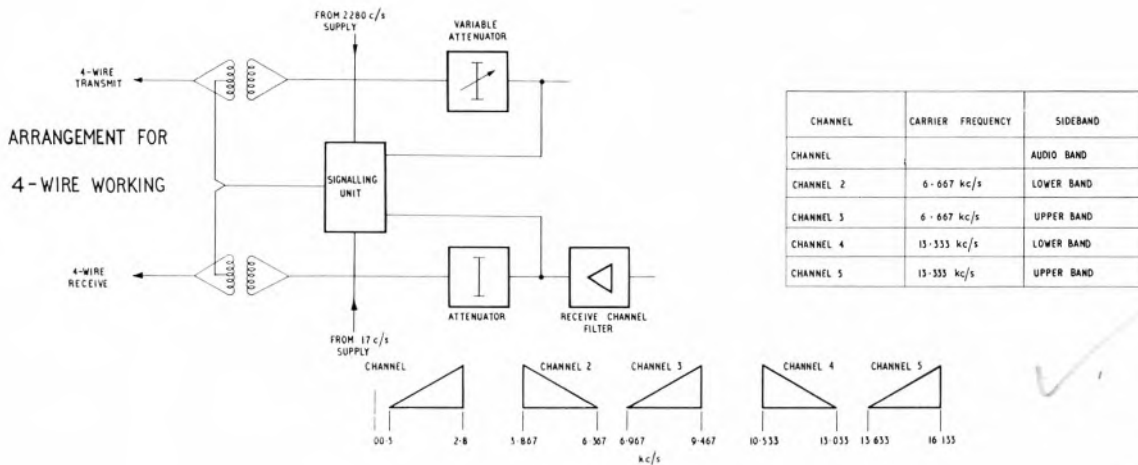 FROM 2280 c/s
SUPPLY
VARIABLE
ATTENUATOR
4-WIRE
TRANSMIT
ARRANGEMENT FOR
4-WIRE WORKING
SIGNALLING
UNIT
4-WIRE
RECEIVE
ATTENUATOR
RECEIVE CHANNEL
FILTER
FROM 17 c/s
SUPPLY
CHANNEL CARRIER FREQUENCY SIDEBAND
CHANNEL AUDIO BAND
CHANNEL 2 6·667 kc/s LOWER BAND
CHANNEL 3 6·667 kc/s UPPER BAND
CHANNEL 4 13·333 kc/s LOWER BAND
CHANNEL 5 13·333 kc/s UPPER BAND
CHANNEL CHANNEL 2 CHANNEL 3 CHANNEL 4 CHANNEL 5
00·3 2·8 3·867 6·367 6·967 9·467 10·533 13·033 13·633 16·133
kc/s